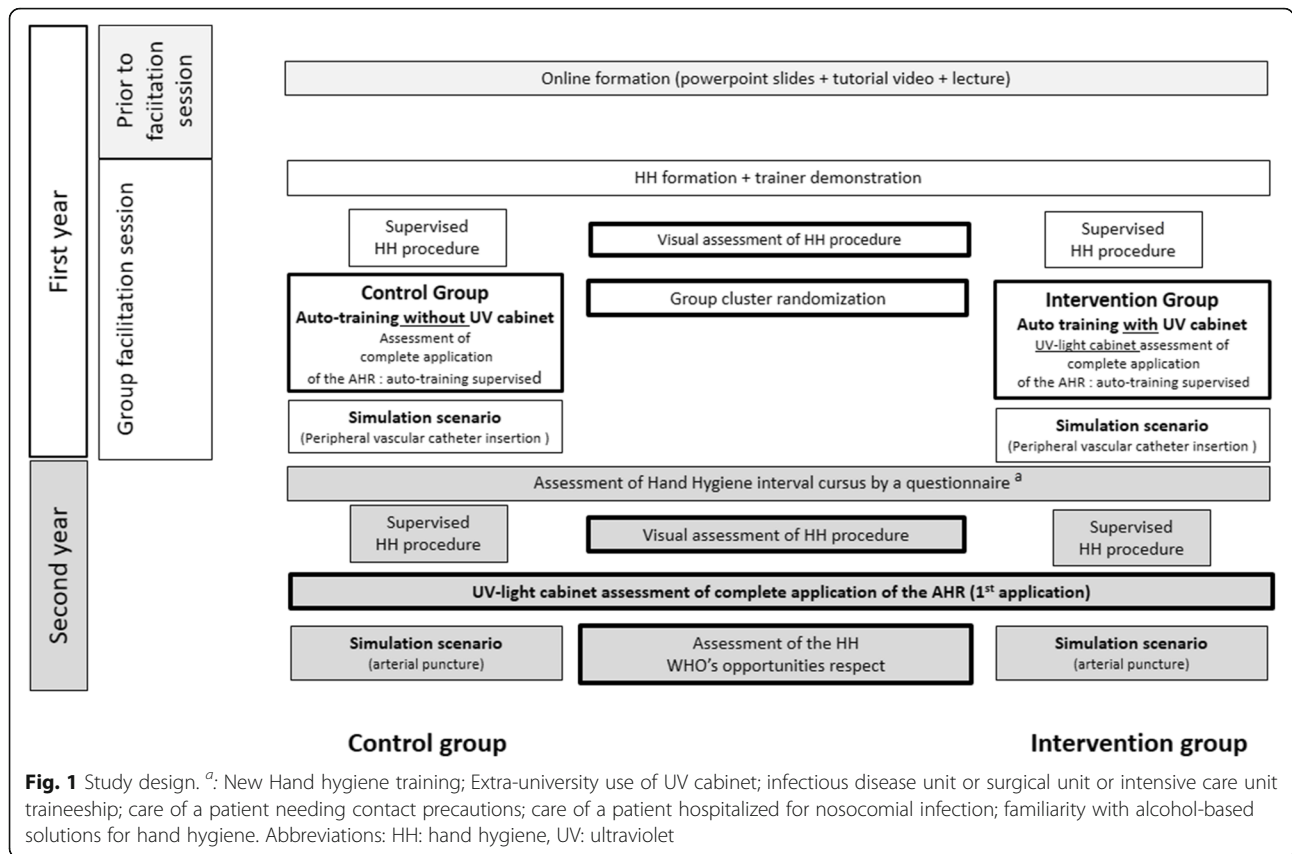 First year
Prior to
faciitation
session
Online formation (powerpoint slides + tutorial video + lecture)
Group facilitation session
HH formation + trainer demonstration
Supervised
HH procedure
Visual assessment of HH procedure
Supervised
HH procedure
Control Group
Auto-training without UV cabinet
Assessment of
complete application
of the AHR : auto-training supervised
Group cluster randomization
Intervention Group
Auto training with UV cabinet
UV-light cabinet assessment of
complete application
of the AHR : auto-training supervised
Simulation scenario
(Peripheral vascular catheter insertion )
Simulation scenario
(Peripheral vascular catheter insertion )
Second year
Assessment of Hand Hygiene interval cursus by a questionnaire a
Supervised
HH procedure
Visual assessment of HH procedure
Supervised
HH procedure
UV-light cabinet assessment of complete application of the AHR (1st application)
Simulation scenario
(arterial puncture)
Assessment of the HH
WHO's opportunities respect
Simulation scenario
(arterial puncture)
Control group
Intervention group
Fig. 1 Study design. a: New Hand hygiene training; Extra-university use of UV cabinet; infectious disease unit or surgical unit or intensive care unit
traineeship; care of a patient needing contact precautions; care of a patient hospitalized for nosocomial infection; familiarity with alcohol-based
solutions for hand hygiene. Abbreviations: HH: hand hygiene, UV: ultraviolet